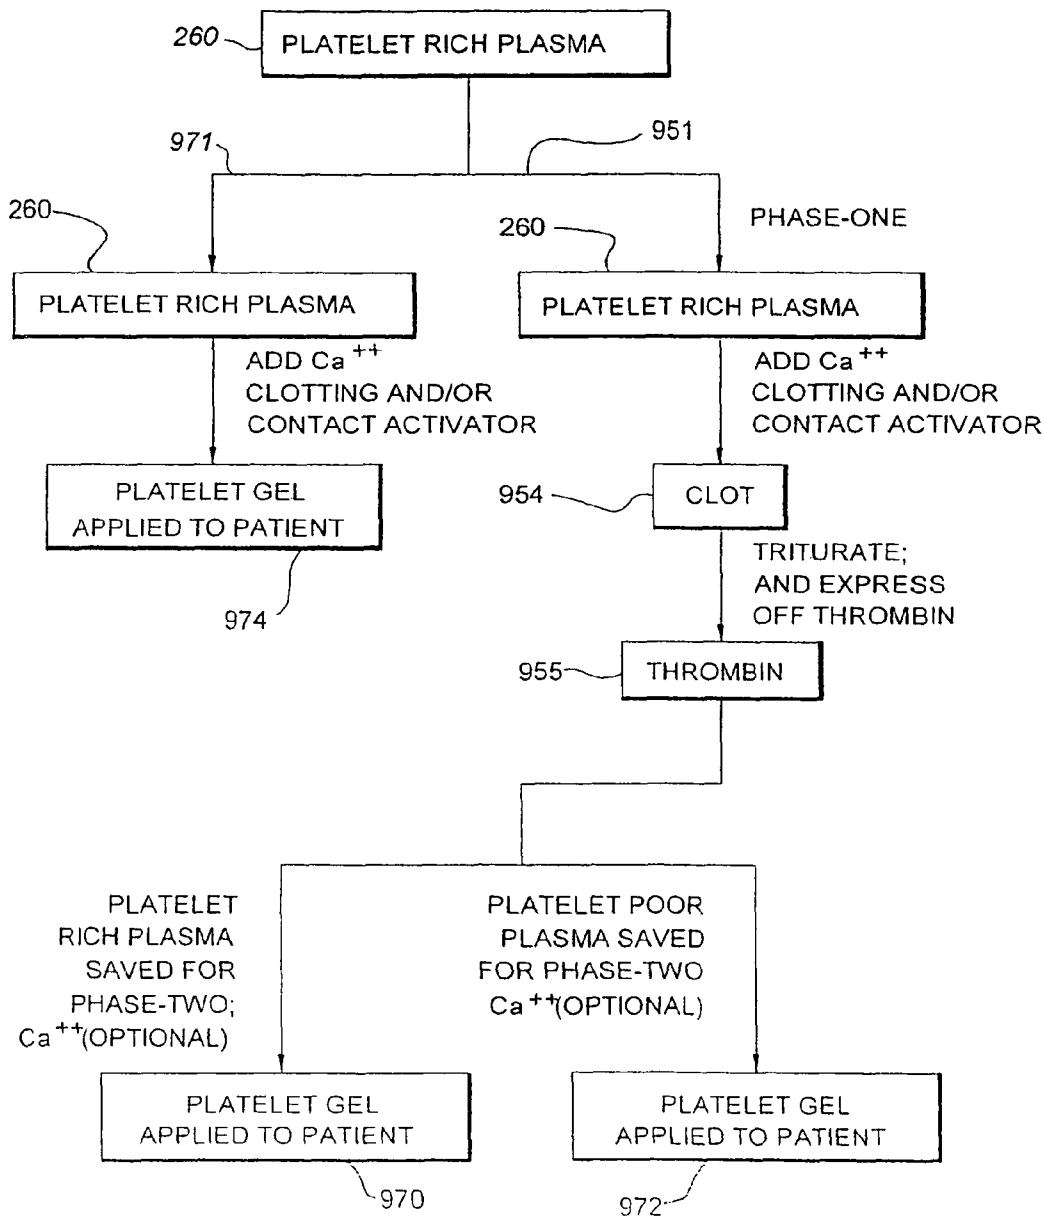 260
PLATELET RICH PLASMA
971
951
260
260
PHASE-ONE
PLATELET RICH PLASMA
PLATELET RICH PLASMA
ADD Ca++
CLOTTING AND/OR
CONTACT ACTIVATOR
ADD Ca++
CLOTTING AND/OR
CONTACT ACTIVATOR
PLATELET GEL
APPLIED TO PATIENT
974
954
CLOT
TRITURATE;
AND EXPRESS
OFF THROMBIN
955
THROMBIN
PLATELET
RICH PLASMA
SAVED FOR
PHASE-TWO;
Ca++(OPTIONAL)
PLATELET POOR
PLASMA SAVED
FOR PHASE-TWO
Ca++(OPTIONAL)
PLATELET GEL
APPLIED TO PATIENT
970
PLATELET GEL
APPLIED TO PATIENT
972